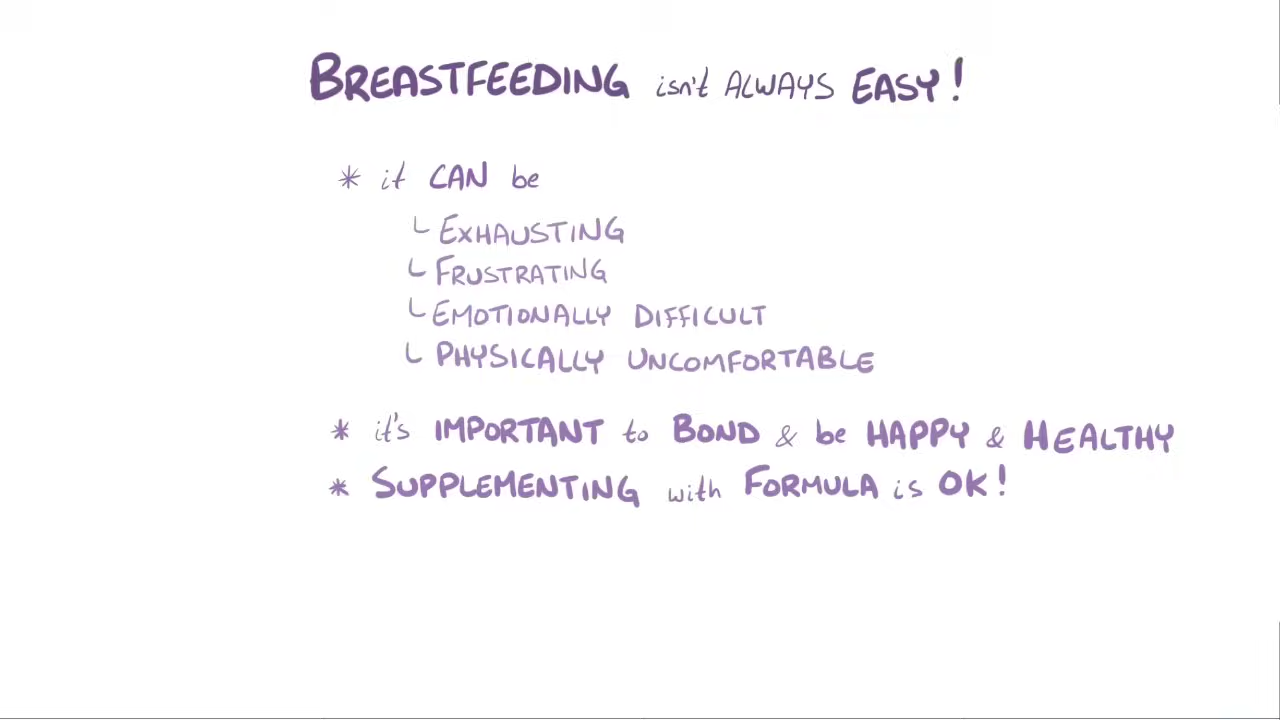 BREASTFEEDING isn't ALWAYS EASY!
* it CAN be
└ EXHAUSTING
└ FRUSTRATING
└ EMOTIONALLY DIFFICULT
└ PHYSICALLY UNCOMFORTABLE
* it's IMPORTANT to BOND & be HAPPY & HEALTHY
* SUPPLEMENTING with FORMULA is OK!